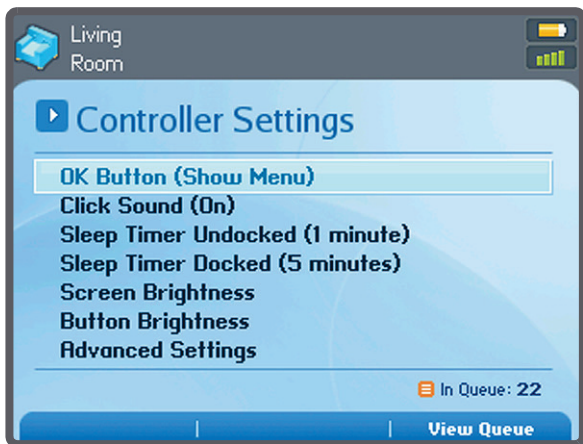 Living
Room
Controller Settings
OK Button (Show Menu)
Click Sound (On)
Sleep Timer Undocked (1 minute)
Sleep Timer Docked (5 minutes)
Screen Brightness
Button Brightness
Advanced Settings
In Queue: 22
View Queue